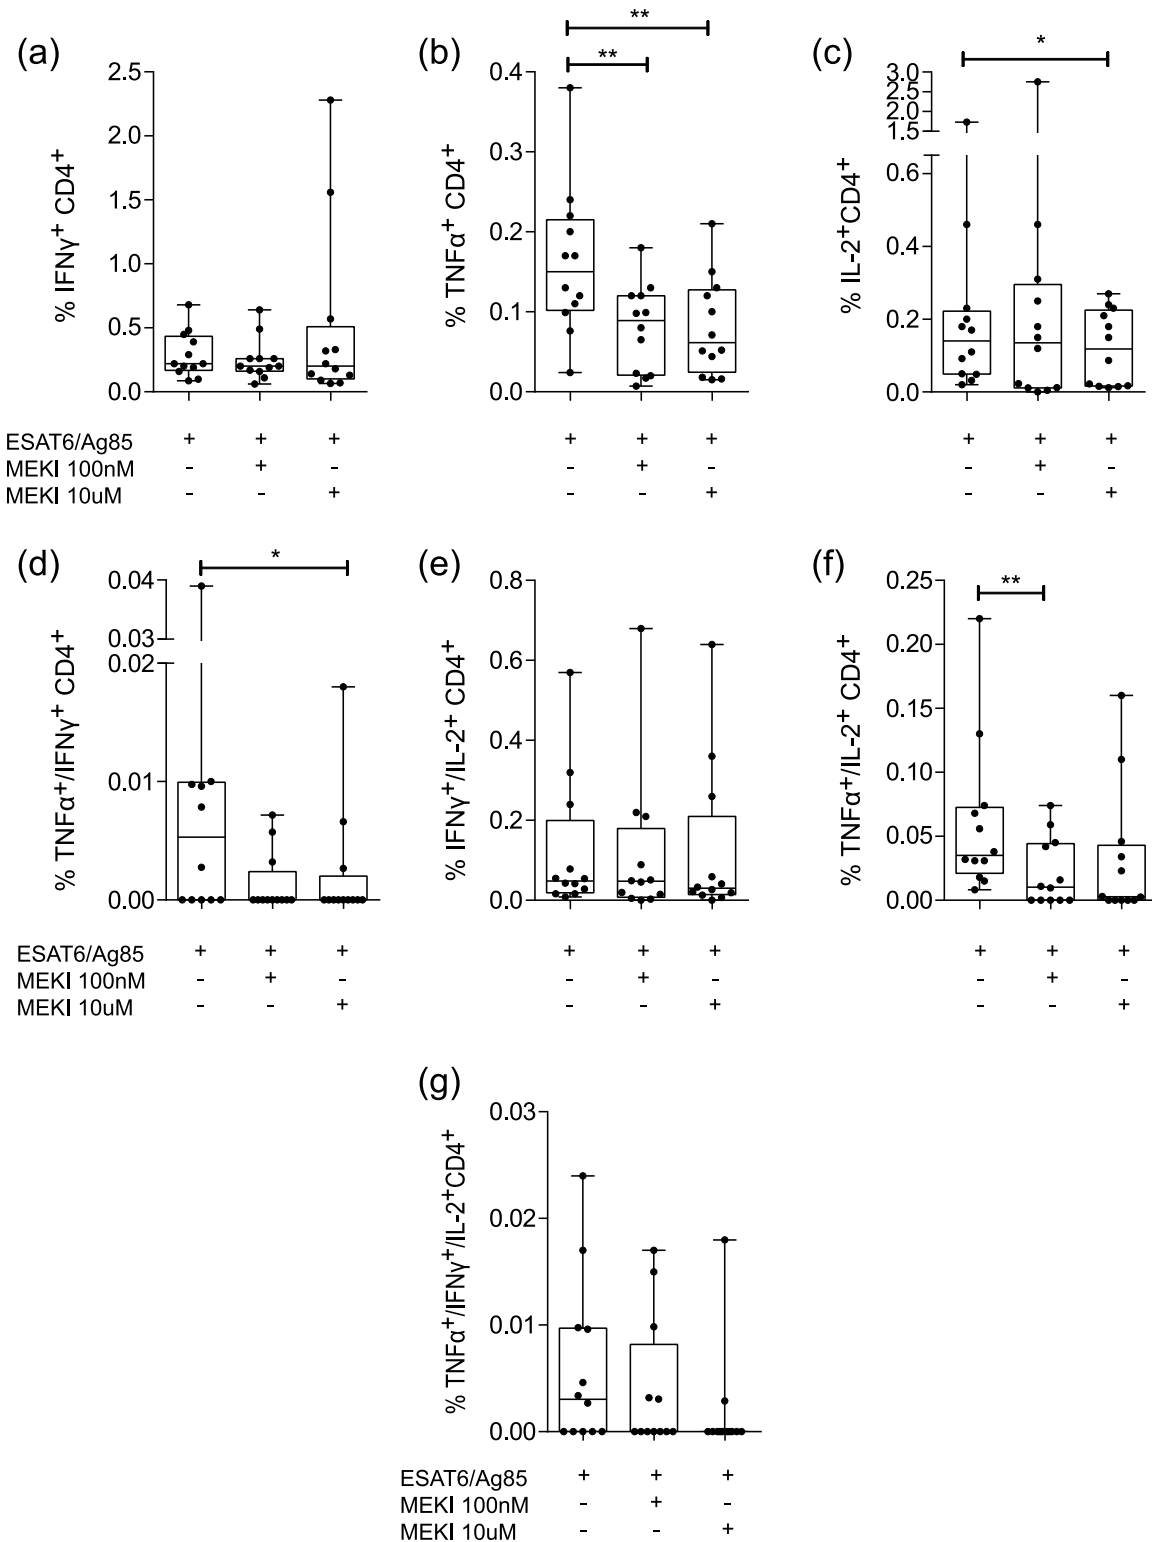 (a)
% IFNγ+ CD4+
2.5
2.0
1.5
1.0
0.5
0.0
(b)
**
**
% TNFα+ CD4+
0.4
0.3
0.2
0.1
0.0
(c)
*
% IL-2+CD4+
3.0
2.5
2.0
1.5
0.6
0.4
0.2
0.0
ESAT6/Ag85 + + + + + + + + +
MEKI 100nM - + - - + - - + -
MEKI 10uM - - + - - + - - +
(d)
*
% TNFα+/IFNγ+ CD4+
0.04
0.03
0.02
0.01
0.00
(e)
% IFNγ+/IL-2+ CD4+
0.8
0.6
0.4
0.2
0.0
(f)
**
% TNFα+/IL-2+ CD4+
0.25
0.20
0.15
0.10
0.05
0.00
ESAT6/Ag85 + + + + + + + + +
MEKI 100nM - + - - + - - + -
MEKI 10uM - - + - - + - - +
(g)
% TNFα+/IFNγ+/IL-2+CD4+
0.03
0.02
0.01
0.00
ESAT6/Ag85 + + +
MEKI 100nM - + -
MEKI 10uM - - +